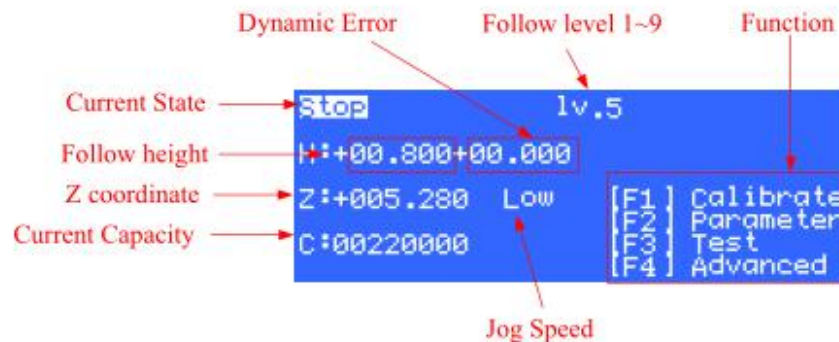 Dynamic Error Follow level 1~9 Function
Current State Stop lv.5
Follow height H:+00.800+00.000
Z coordinate Z:+005.280 Low [F1] Calibrate
[F2] Parameter
Current Capacity C:00220000 [F3] Test
[F4] Advanced
Jog Speed